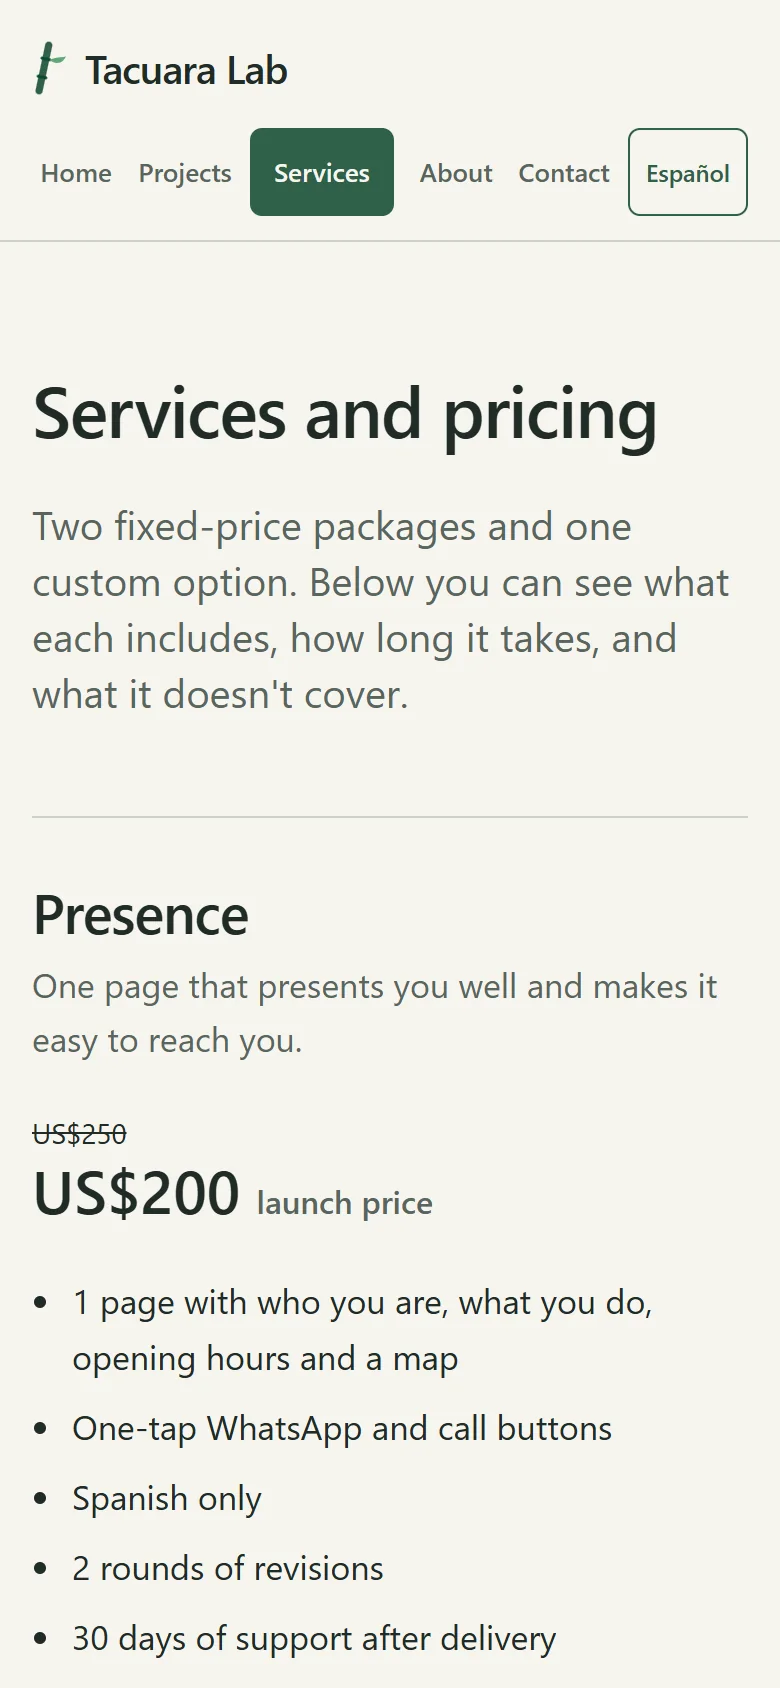 Tacuara Lab
Home Projects Services About Contact Español
Services and pricing
Two fixed-price packages and one
custom option. Below you can see what
each includes, how long it takes, and
what it doesn't cover.
Presence
One page that presents you well and makes it
easy to reach you.
US$250
US$200 launch price
• 1 page with who you are, what you do,
opening hours and a map
• One-tap WhatsApp and call buttons
• Spanish only
• 2 rounds of revisions
• 30 days of support after delivery